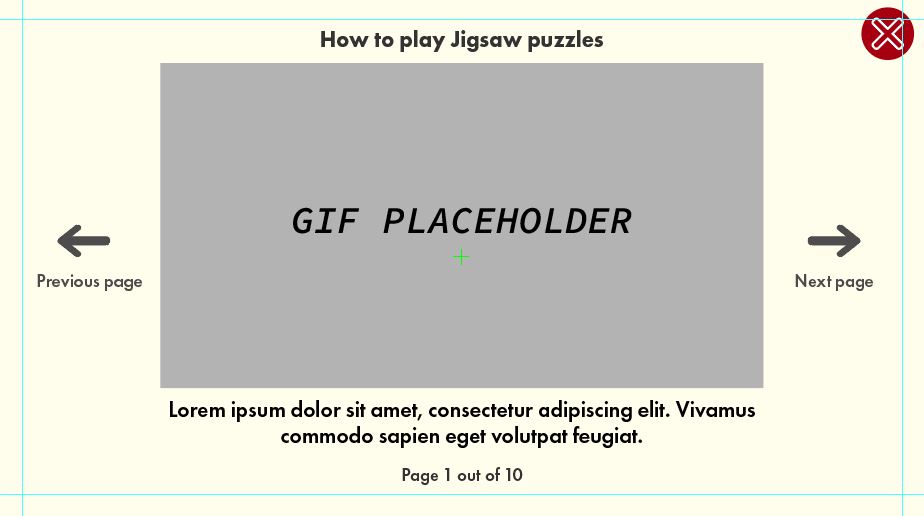 How to play Jigsaw puzzles
GIF PLACEHOLDER
Previous page
Next page
Lorem ipsum dolor sit amet, consectetur adipiscing elit. Vivamus
commodo sapien eget volutpat feugiat.
Page 1 out of 10